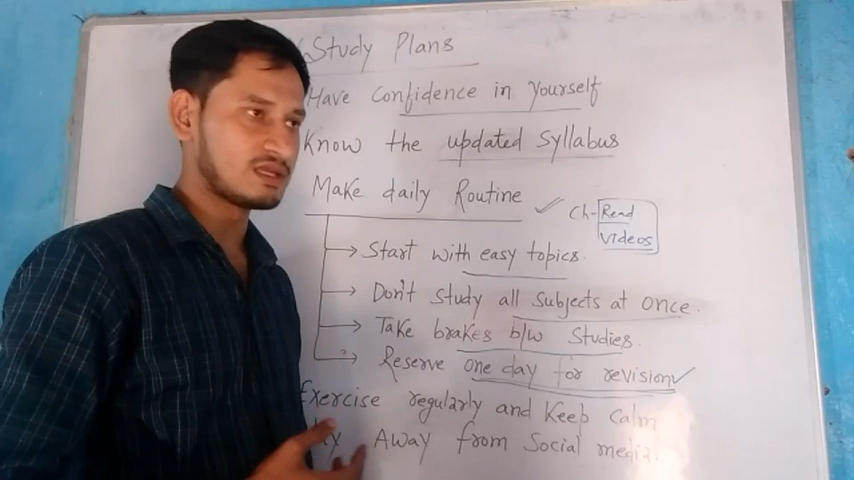 Study Plans
Have Confidence in Yourself
Know the updated Syllabus
Make daily Routine
Ch- Read
Videos
Start with easy topics.
Don't Study all Subjects at once.
Take brakes b/w Studies.
Reserve one day for revision
Exercise regularly and Keep Calm
Away from Social media.